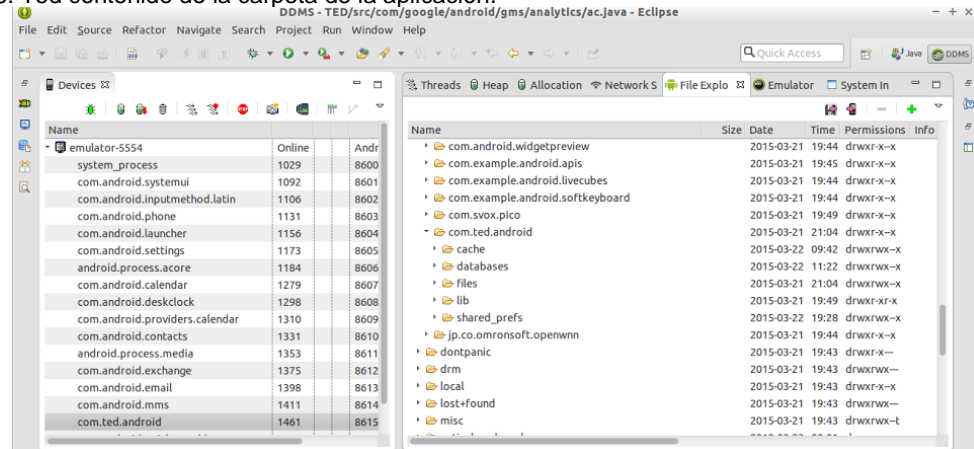 DDMS - TED/src/com/google/android/gms/analytics/ac.java - Eclipse
File Edit Source Refactor Navigate Search Project Run Window Help
Quick Access
Java
DDMS
Devices
Name
emulator-5554 Online Andr
system_process 1029 8600
com.android.systemui 1092 8601
com.android.inputmethod.latin 1106 8602
com.android.phone 1131 8603
com.android.launcher 1156 8604
com.android.settings 1173 8605
android.process.acore 1184 8606
com.android.calendar 1279 8607
com.android.deskclock 1298 8608
com.android.providers.calendar 1310 8609
com.android.contacts 1331 8610
android.process.media 1353 8611
com.android.exchange 1375 8612
com.android.email 1398 8613
com.android.mms 1411 8614
com.ted.android 1461 8615
Threads Heap Allocation Network S File Explo Emulator System In
Name Size Date Time Permissions Info
com.android.widgetpreview 2015-03-21 19:44 drwxr-x--x
com.example.android.apis 2015-03-21 19:45 drwxr-x--x
com.example.android.livecubes 2015-03-21 19:44 drwxr-x--x
com.example.android.softkeyboard 2015-03-21 19:44 drwxr-x--x
com.svox.pico 2015-03-21 19:49 drwxr-x--x
com.ted.android 2015-03-21 21:04 drwxr-x--x
cache 2015-03-22 09:42 drwxrwx--x
databases 2015-03-22 11:22 drwxrwx--x
files 2015-03-21 21:04 drwxrwx--x
lib 2015-03-21 19:49 drwxr-xr-x
shared_prefs 2015-03-22 19:28 drwxrwx--x
jp.co.omronsoft.openwnn 2015-03-21 19:44 drwxr-x--x
dontpanic 2015-03-21 19:43 drwxr-x---
drm 2015-03-21 19:43 drwxrwx---
local 2015-03-21 19:43 drwxr-x--x
lost+found 2015-03-21 19:43 drwxrwx---
misc 2015-03-21 19:43 drwxrwx--t